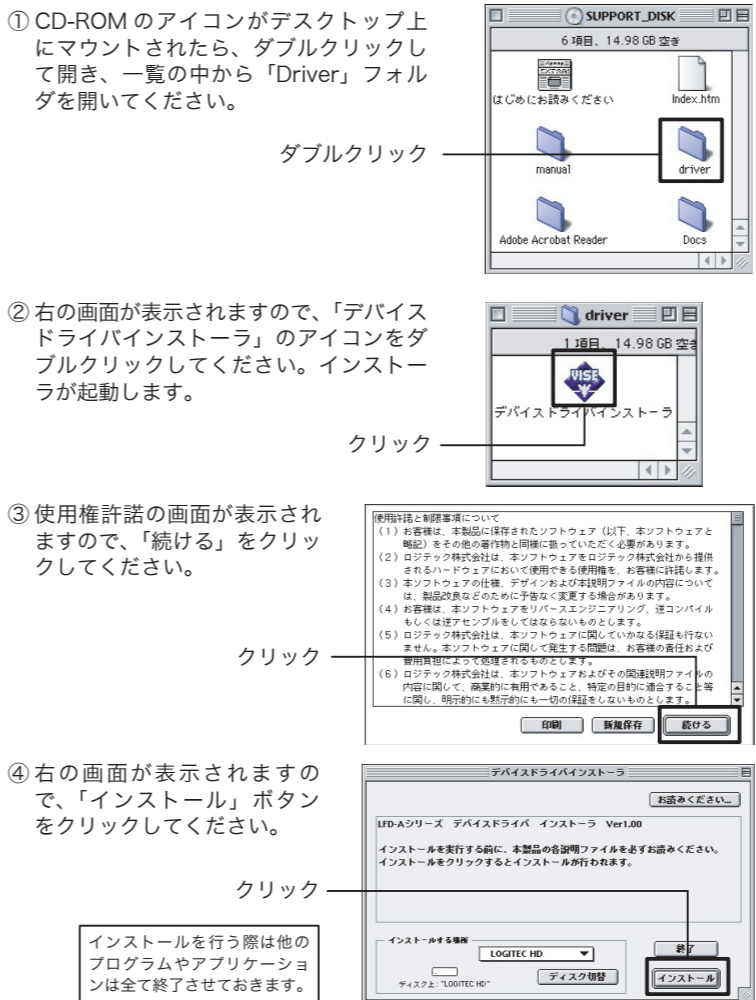 ① CD-ROM のアイコンがデスクトップ上
にマウントされたら、ダブルクリックし
て開き、一覧の中から「Driver」フォル
ダを開いてください。
ダブルクリック
SUPPORT_DISK
6 項目、14.98 GB 空き
はじめにお読みください
Index.htm
manual
driver
Adobe Acrobat Reader
Docs
② 右の画面が表示されますので、「デバイス
ドライバインストーラ」のアイコンをダ
ブルクリックしてください。インストー
ラが起動します。
クリック
driver
1 項目、14.98 GB 空き
VISE
デバイスドライバインストーラ
③ 使用権許諾の画面が表示され
ますので、「続ける」をクリッ
クしてください。
クリック
使用許諾と制限事項について
(1) お客様は、本製品に保存されたソフトウェア（以下、本ソフトウェアと
略記）をその他の著作物と同様に扱っていただく必要があります。
(2) ロジテック株式会社は、本ソフトウェアをロジテック株式会社から提供
されるハードウェアにおいて使用できる使用権を、お客様に許諾します。
(3) 本ソフトウェアの仕様、デザインおよび本説明ファイルの内容について
は、製品改良などのために予告なく変更する場合があります。
(4) お客様は、本ソフトウェアをリバースエンジニアリング、逆コンパイル
もしくは逆アセンブルをしてはならないものとします。
(5) ロジテック株式会社は、本ソフトウェアに関していかなる保証も行ない
ません。本ソフトウェアに関して発生する問題は、お客様の責任および
費用負担によって処理されるものとします。
(6) ロジテック株式会社は、本ソフトウェアおよびその関連説明ファイルの
内容に関して、商業的に有用であること、特定の目的に適合すること等
に関し、明示的にも黙示的にも一切の保証をしないものとします。
印刷
新規保存
続ける
④ 右の画面が表示されますの
で、「インストール」ボタン
をクリックしてください。
クリック
インストールを行う際は他の
プログラムやアプリケーショ
ンは全て終了させておきます。
デバイスドライバインストーラ
お読みください...
LFD-Aシリーズ デバイスドライバ インストーラ Ver1.00
インストールを実行する前に、本製品の各説明ファイルを必ずお読みください。
インストールをクリックするとインストールが行われます。
インストールする場所
LOGITEC HD
ディスク上: "LOGITEC HD"
ディスク切替
終了
インストール